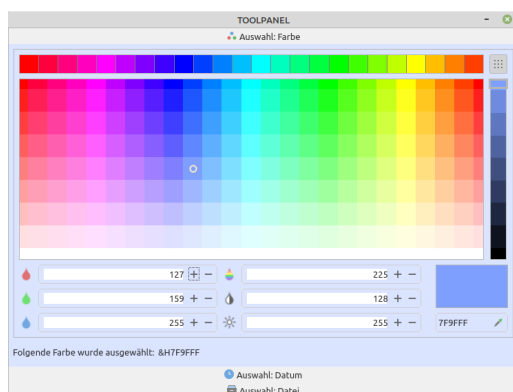 TOOLPANEL
Auswahl: Farbe
127 + − 225 + −
159 + − 128 + −
255 + − 255 + − 7F9FFF
Folgende Farbe wurde ausgewählt: &H7F9FFF
Auswahl: Datum
Auswahl: Datei